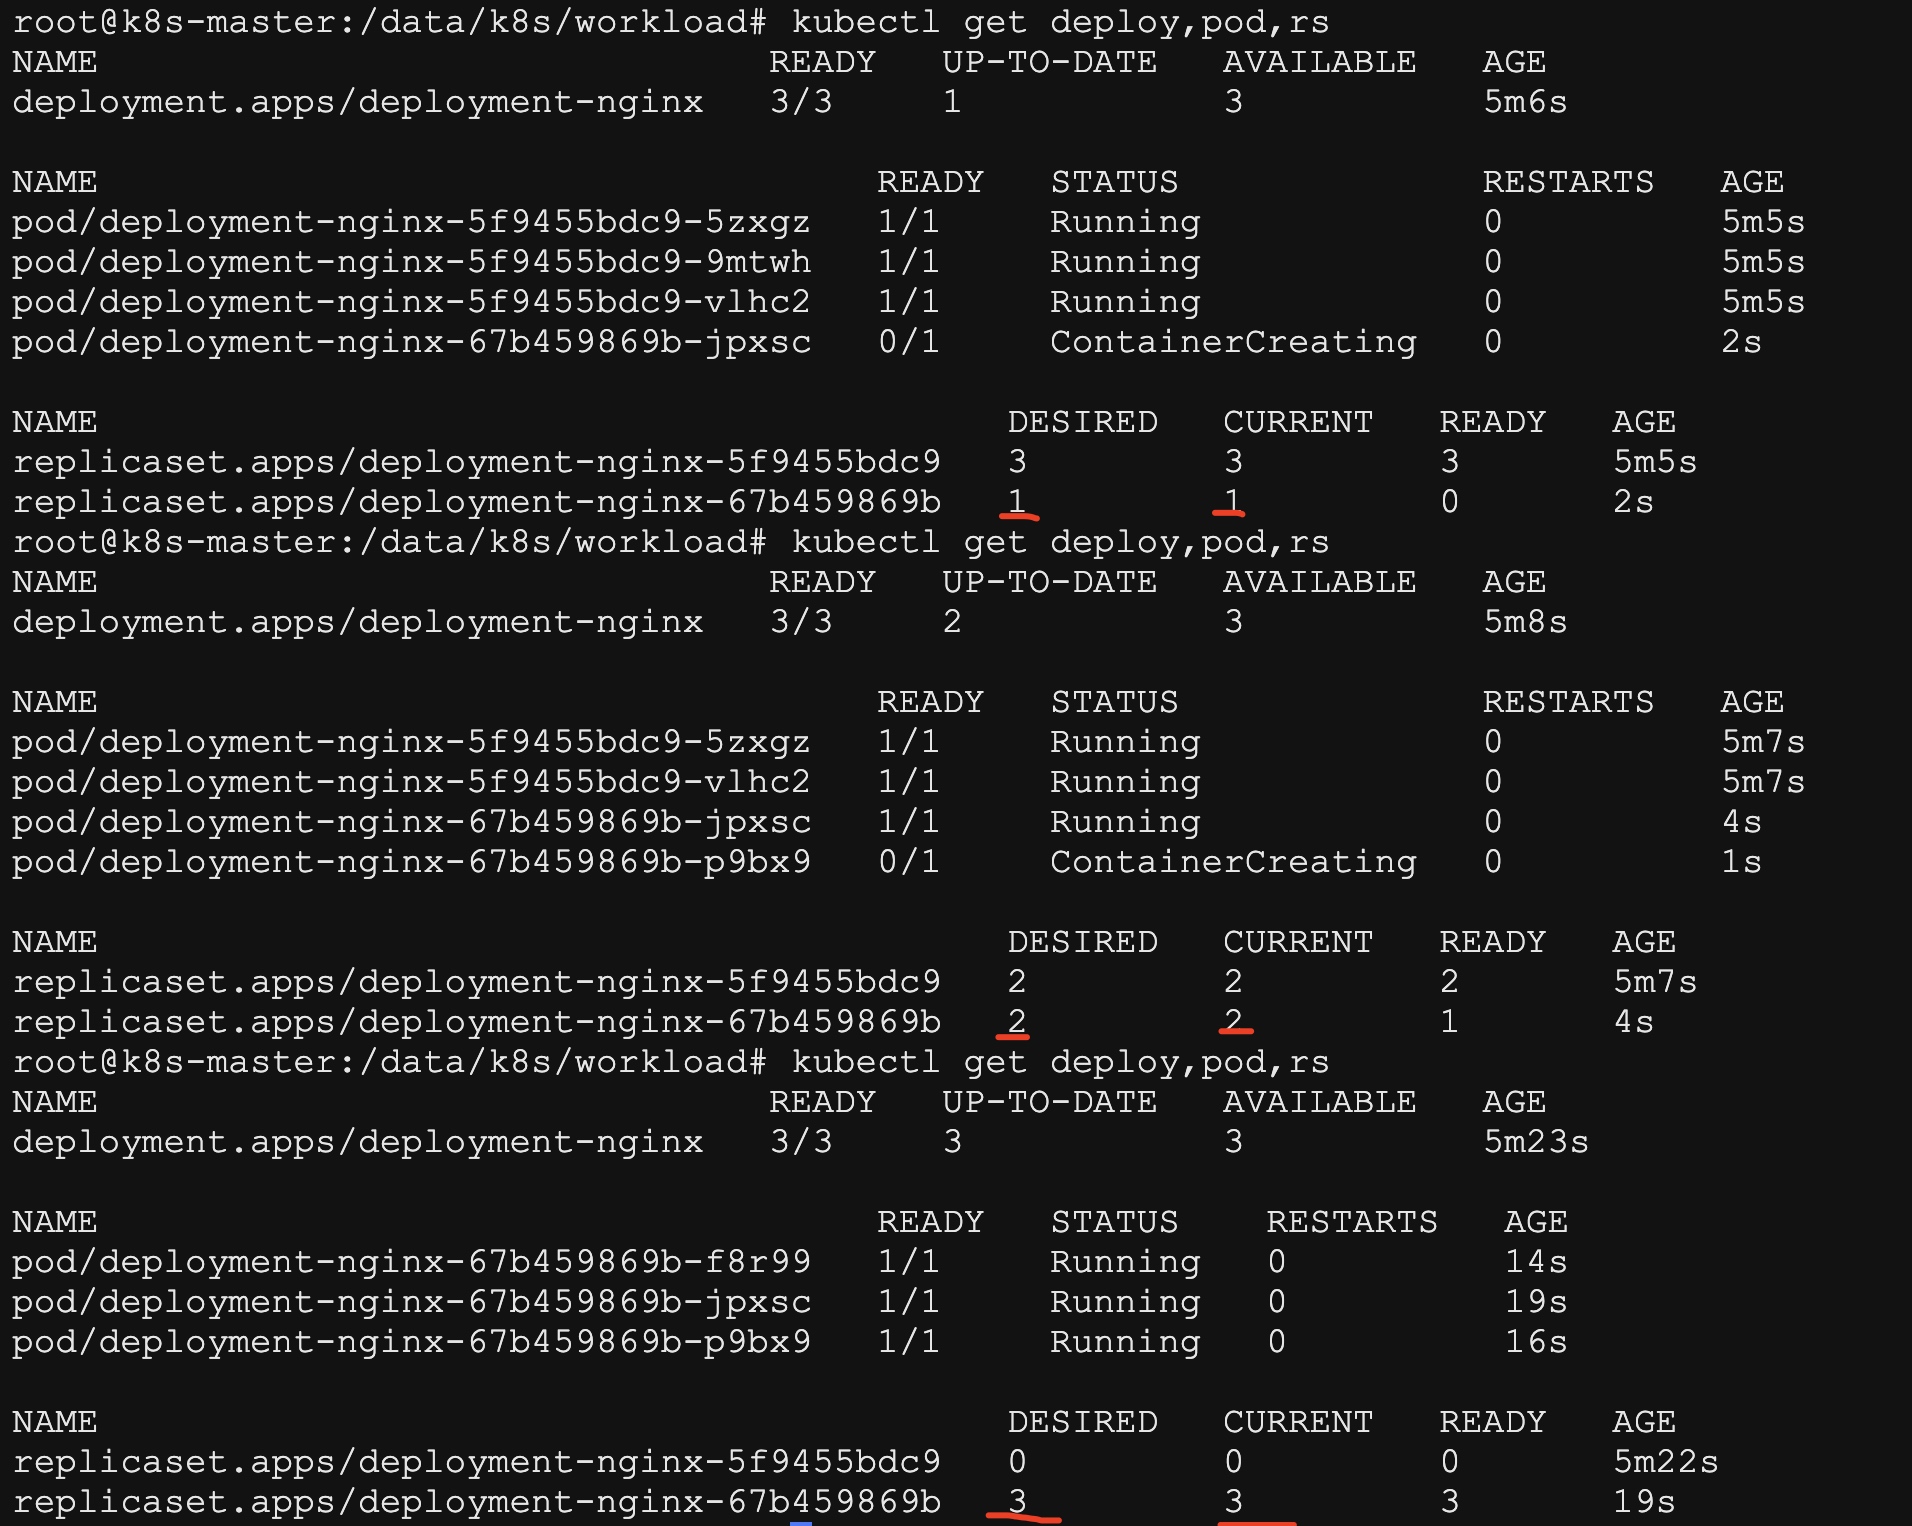 root@k8s-master:/data/k8s/workload# kubectl get deploy,pod,rs
NAME READY UP-TO-DATE AVAILABLE AGE
deployment.apps/deployment-nginx 3/3 1 3 5m6s
NAME READY STATUS RESTARTS AGE
pod/deployment-nginx-5f9455bdc9-5zxgz 1/1 Running 0 5m5s
pod/deployment-nginx-5f9455bdc9-9mtwh 1/1 Running 0 5m5s
pod/deployment-nginx-5f9455bdc9-vlhc2 1/1 Running 0 5m5s
pod/deployment-nginx-67b459869b-jpxsc 0/1 ContainerCreating 0 2s
NAME DESIRED CURRENT READY AGE
replicaset.apps/deployment-nginx-5f9455bdc9 3 3 3 5m5s
replicaset.apps/deployment-nginx-67b459869b 1 1 0 2s
root@k8s-master:/data/k8s/workload# kubectl get deploy,pod,rs
NAME READY UP-TO-DATE AVAILABLE AGE
deployment.apps/deployment-nginx 3/3 2 3 5m8s
NAME READY STATUS RESTARTS AGE
pod/deployment-nginx-5f9455bdc9-5zxgz 1/1 Running 0 5m7s
pod/deployment-nginx-5f9455bdc9-vlhc2 1/1 Running 0 5m7s
pod/deployment-nginx-67b459869b-jpxsc 1/1 Running 0 4s
pod/deployment-nginx-67b459869b-p9bx9 0/1 ContainerCreating 0 1s
NAME DESIRED CURRENT READY AGE
replicaset.apps/deployment-nginx-5f9455bdc9 2 2 2 5m7s
replicaset.apps/deployment-nginx-67b459869b 2 2 1 4s
root@k8s-master:/data/k8s/workload# kubectl get deploy,pod,rs
NAME READY UP-TO-DATE AVAILABLE AGE
deployment.apps/deployment-nginx 3/3 3 3 5m23s
NAME READY STATUS RESTARTS AGE
pod/deployment-nginx-67b459869b-f8r99 1/1 Running 0 14s
pod/deployment-nginx-67b459869b-jpxsc 1/1 Running 0 19s
pod/deployment-nginx-67b459869b-p9bx9 1/1 Running 0 16s
NAME DESIRED CURRENT READY AGE
replicaset.apps/deployment-nginx-5f9455bdc9 0 0 0 5m22s
replicaset.apps/deployment-nginx-67b459869b 3 3 3 19s